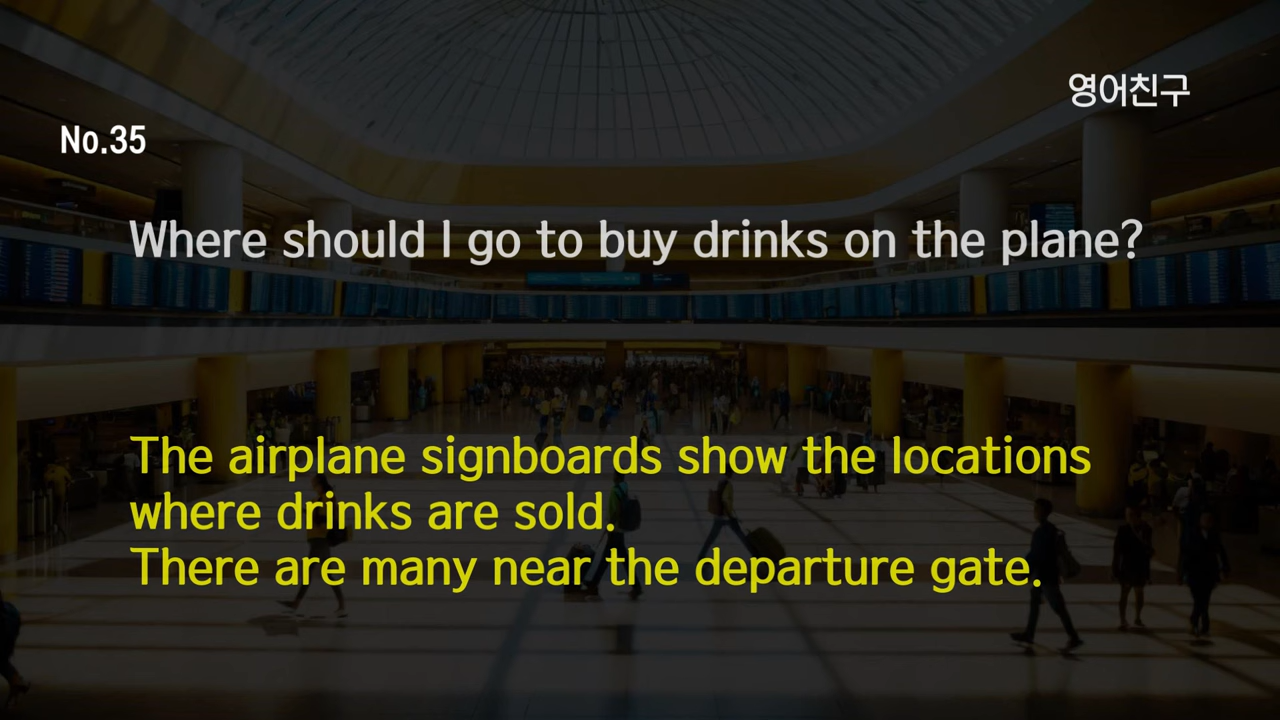 영어친구
No.35
Where should I go to buy drinks on the plane?
The airplane signboards show the locations
where drinks are sold.
There are many near the departure gate.